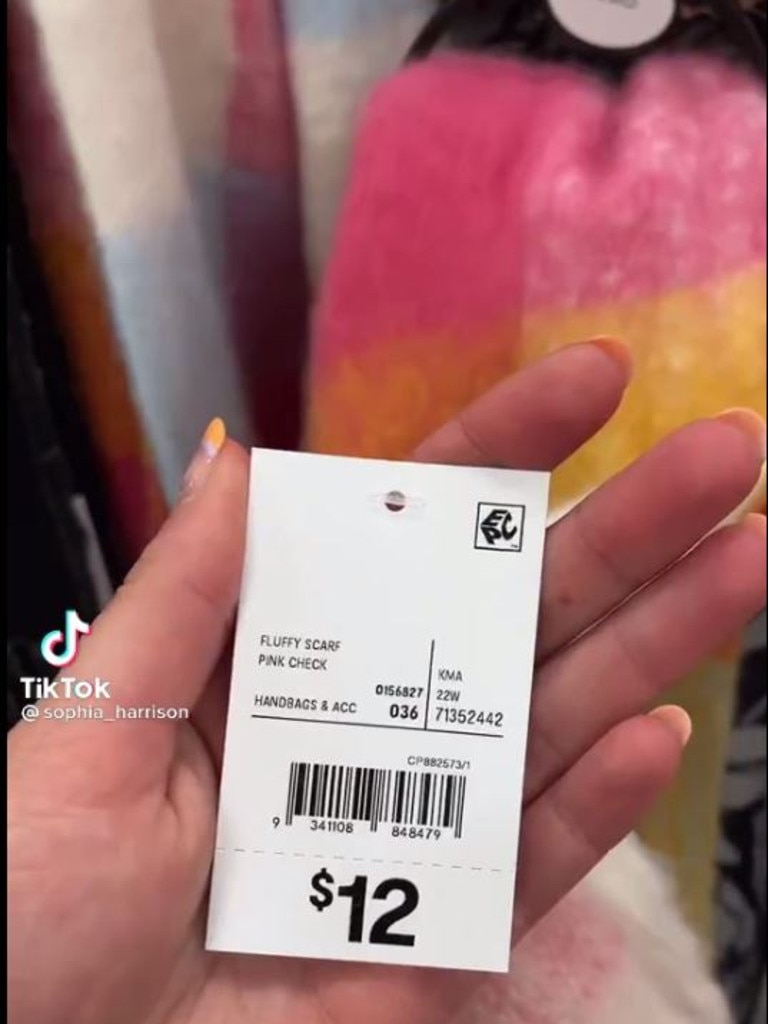 EPC
FLUFFY SCARF
PINK CHECK
0156827
HANDBAGS & ACC 036
KMA
22W
71352442
CP882573/1
9 341108 848479
$12
TikTok
@sophia_harrison